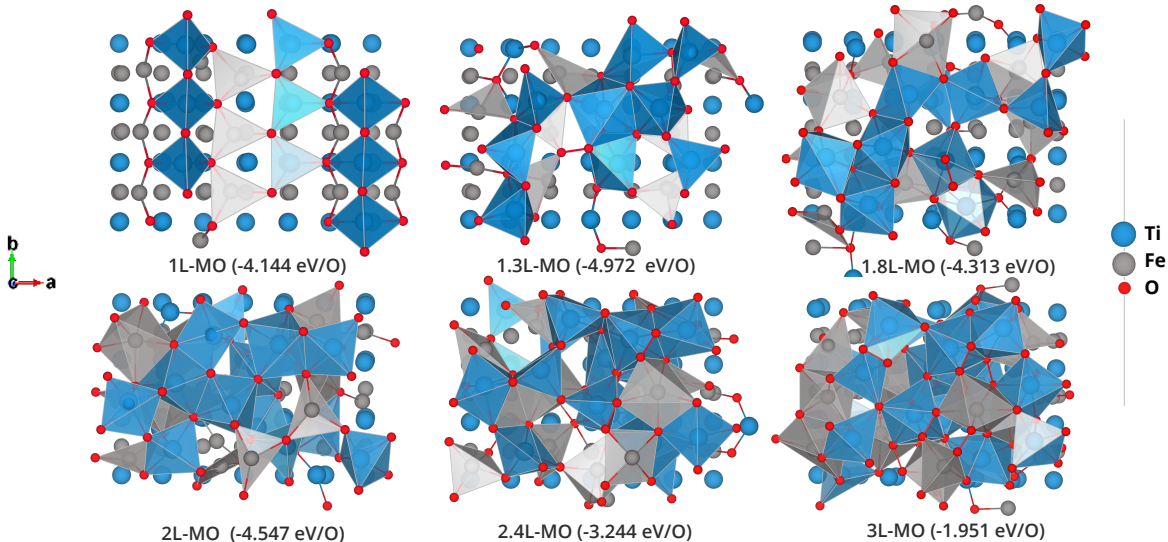 1L-MO (-4.144 eV/O)
1.3L-MO (-4.972 eV/O)
1.8L-MO (-4.313 eV/O)
b
c
a
Ti
Fe
O
2L-MO (-4.547 eV/O)
2.4L-MO (-3.244 eV/O)
3L-MO (-1.951 eV/O)